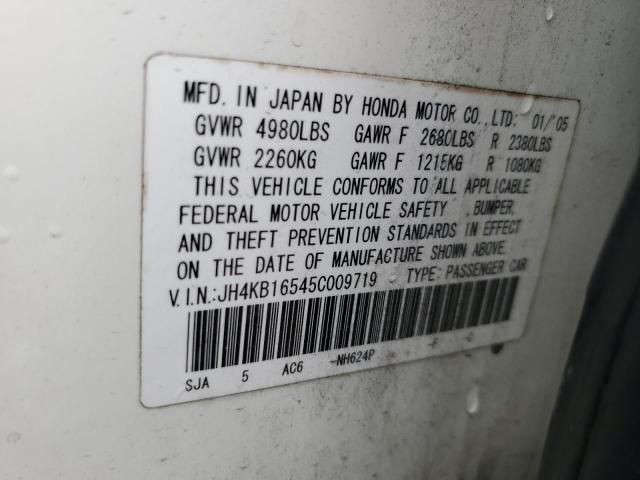 MFD. IN JAPAN BY HONDA MOTOR CO., LTD. 01/'05
GVWR 4980LBS GAWR F 2680LBS R 2380LBS
GVWR 2260KG GAWR F 1215KG R 1080KG
THIS VEHICLE CONFORMS TO ALL APPLICABLE
FEDERAL MOTOR VEHICLE SAFETY , BUMPER,
AND THEFT PREVENTION STANDARDS IN EFFECT
ON THE DATE OF MANUFACTURE SHOWN ABOVE.
V.I.N.:JH4KB16545C009719 TYPE: PASSENGER CAR
SJA 5 AC6 -NH624P -F -C